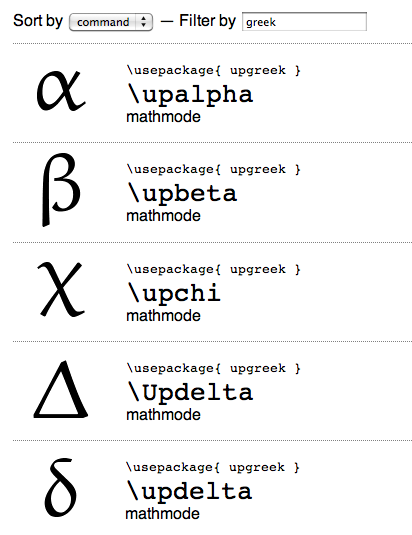 Sort by command — Filter by greek
α
\usepackage{ upgreek }
\upalpha
mathmode
β
\usepackage{ upgreek }
\upbeta
mathmode
χ
\usepackage{ upgreek }
\upchi
mathmode
Δ
\usepackage{ upgreek }
\Updelta
mathmode
δ
\usepackage{ upgreek }
\updelta
mathmode